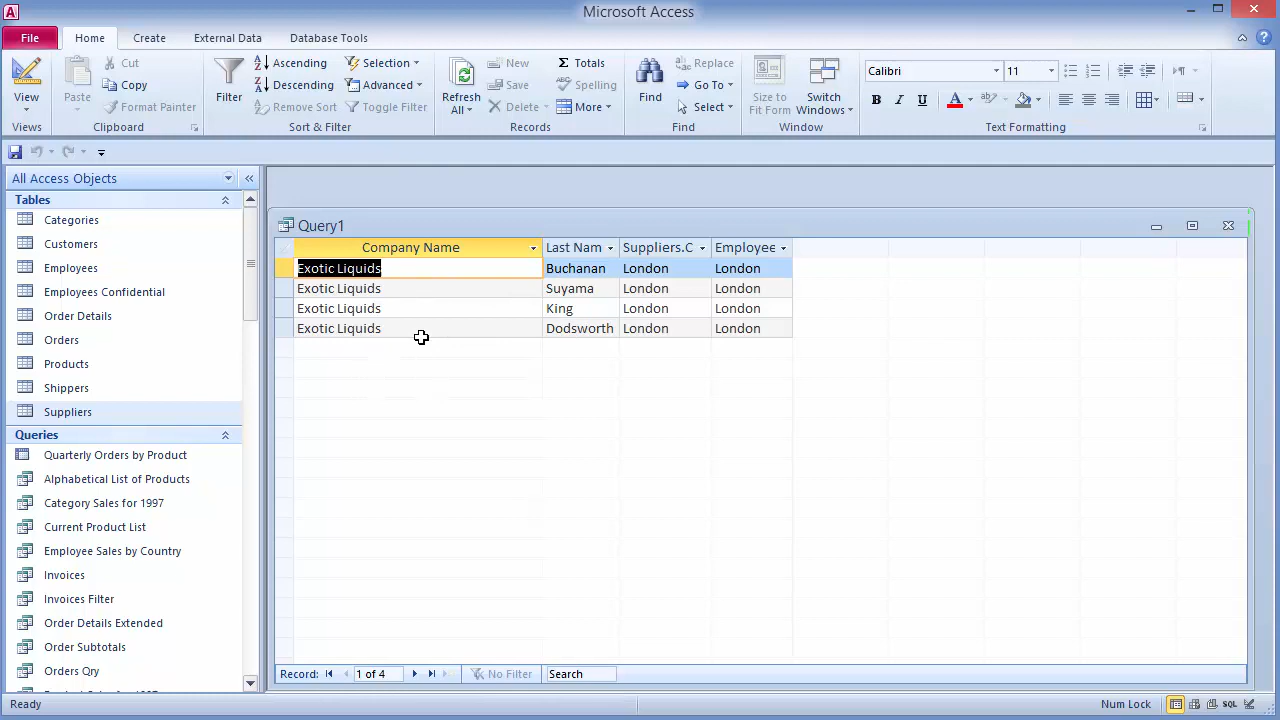 Microsoft Access
File Home Create External Data Database Tools
View
Views
Paste
Cut
Copy
Format Painter
Clipboard
Filter
Ascending
Descending
Remove Sort
Selection
Advanced
Toggle Filter
Sort & Filter
Refresh All
New
Save
Delete
Totals
Spelling
More
Records
Find
Replace
Go To
Select
Find
Size to Fit Form
Switch Windows
Window
Calibri 11
B I U A
Text Formatting
All Access Objects
Tables
Categories
Customers
Employees
Employees Confidential
Order Details
Orders
Products
Shippers
Suppliers
Queries
Quarterly Orders by Product
Alphabetical List of Products
Category Sales for 1997
Current Product List
Employee Sales by Country
Invoices
Invoices Filter
Order Details Extended
Order Subtotals
Orders Qry
Query1
Company Name Last Nam Suppliers.C Employee
Exotic Liquids Buchanan London London
Exotic Liquids Suyama London London
Exotic Liquids King London London
Exotic Liquids Dodsworth London London
Record: 1 of 4 No Filter Search
Ready Num Lock SQL